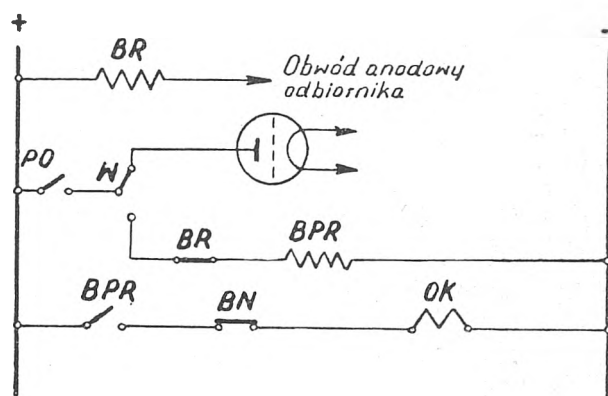 + -
BR
Obwód anodowy
odbiornika
PO
W
BR
BPR
BPR
BN
OK